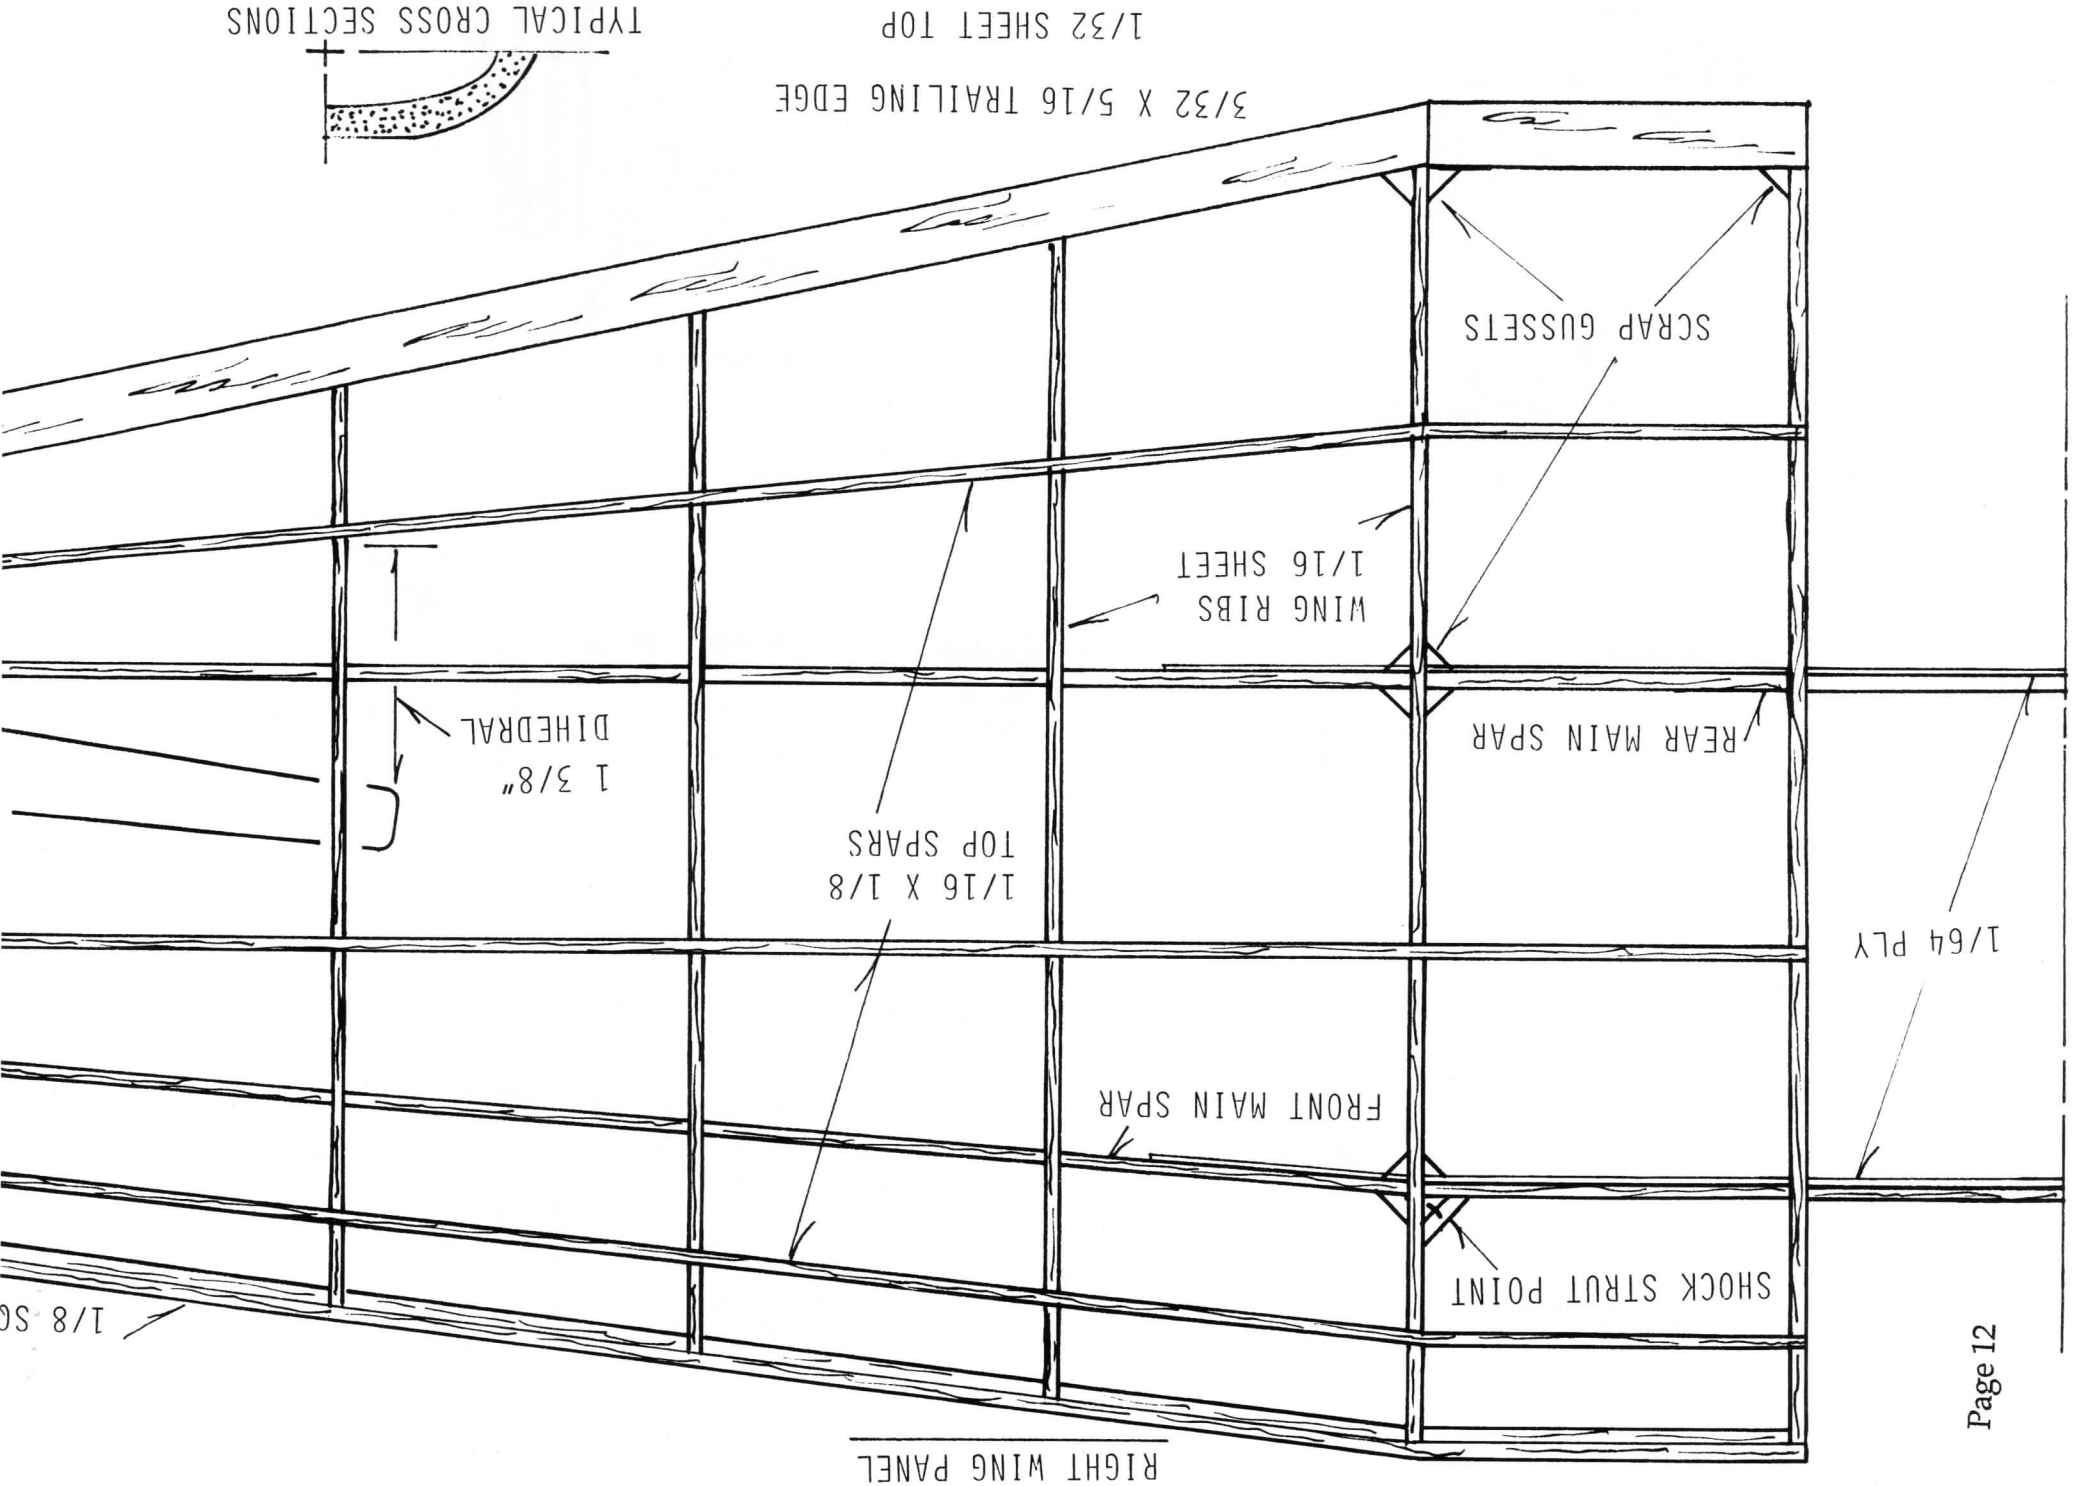 RIGHT WING PANEL
1/8 SQ
SHOCK STRUT POINT
FRONT MAIN SPAR
1/16 X 1/8
TOP SPARS
1/64 PLY
1 3/8"
DIHEDRAL
REAR MAIN SPAR
WING RIBS
1/16 SHEET
SCRAP GUSSETS
3/32 X 5/16 TRAILING EDGE
1/32 SHEET TOP
TYPICAL CROSS SECTIONS
Page 12